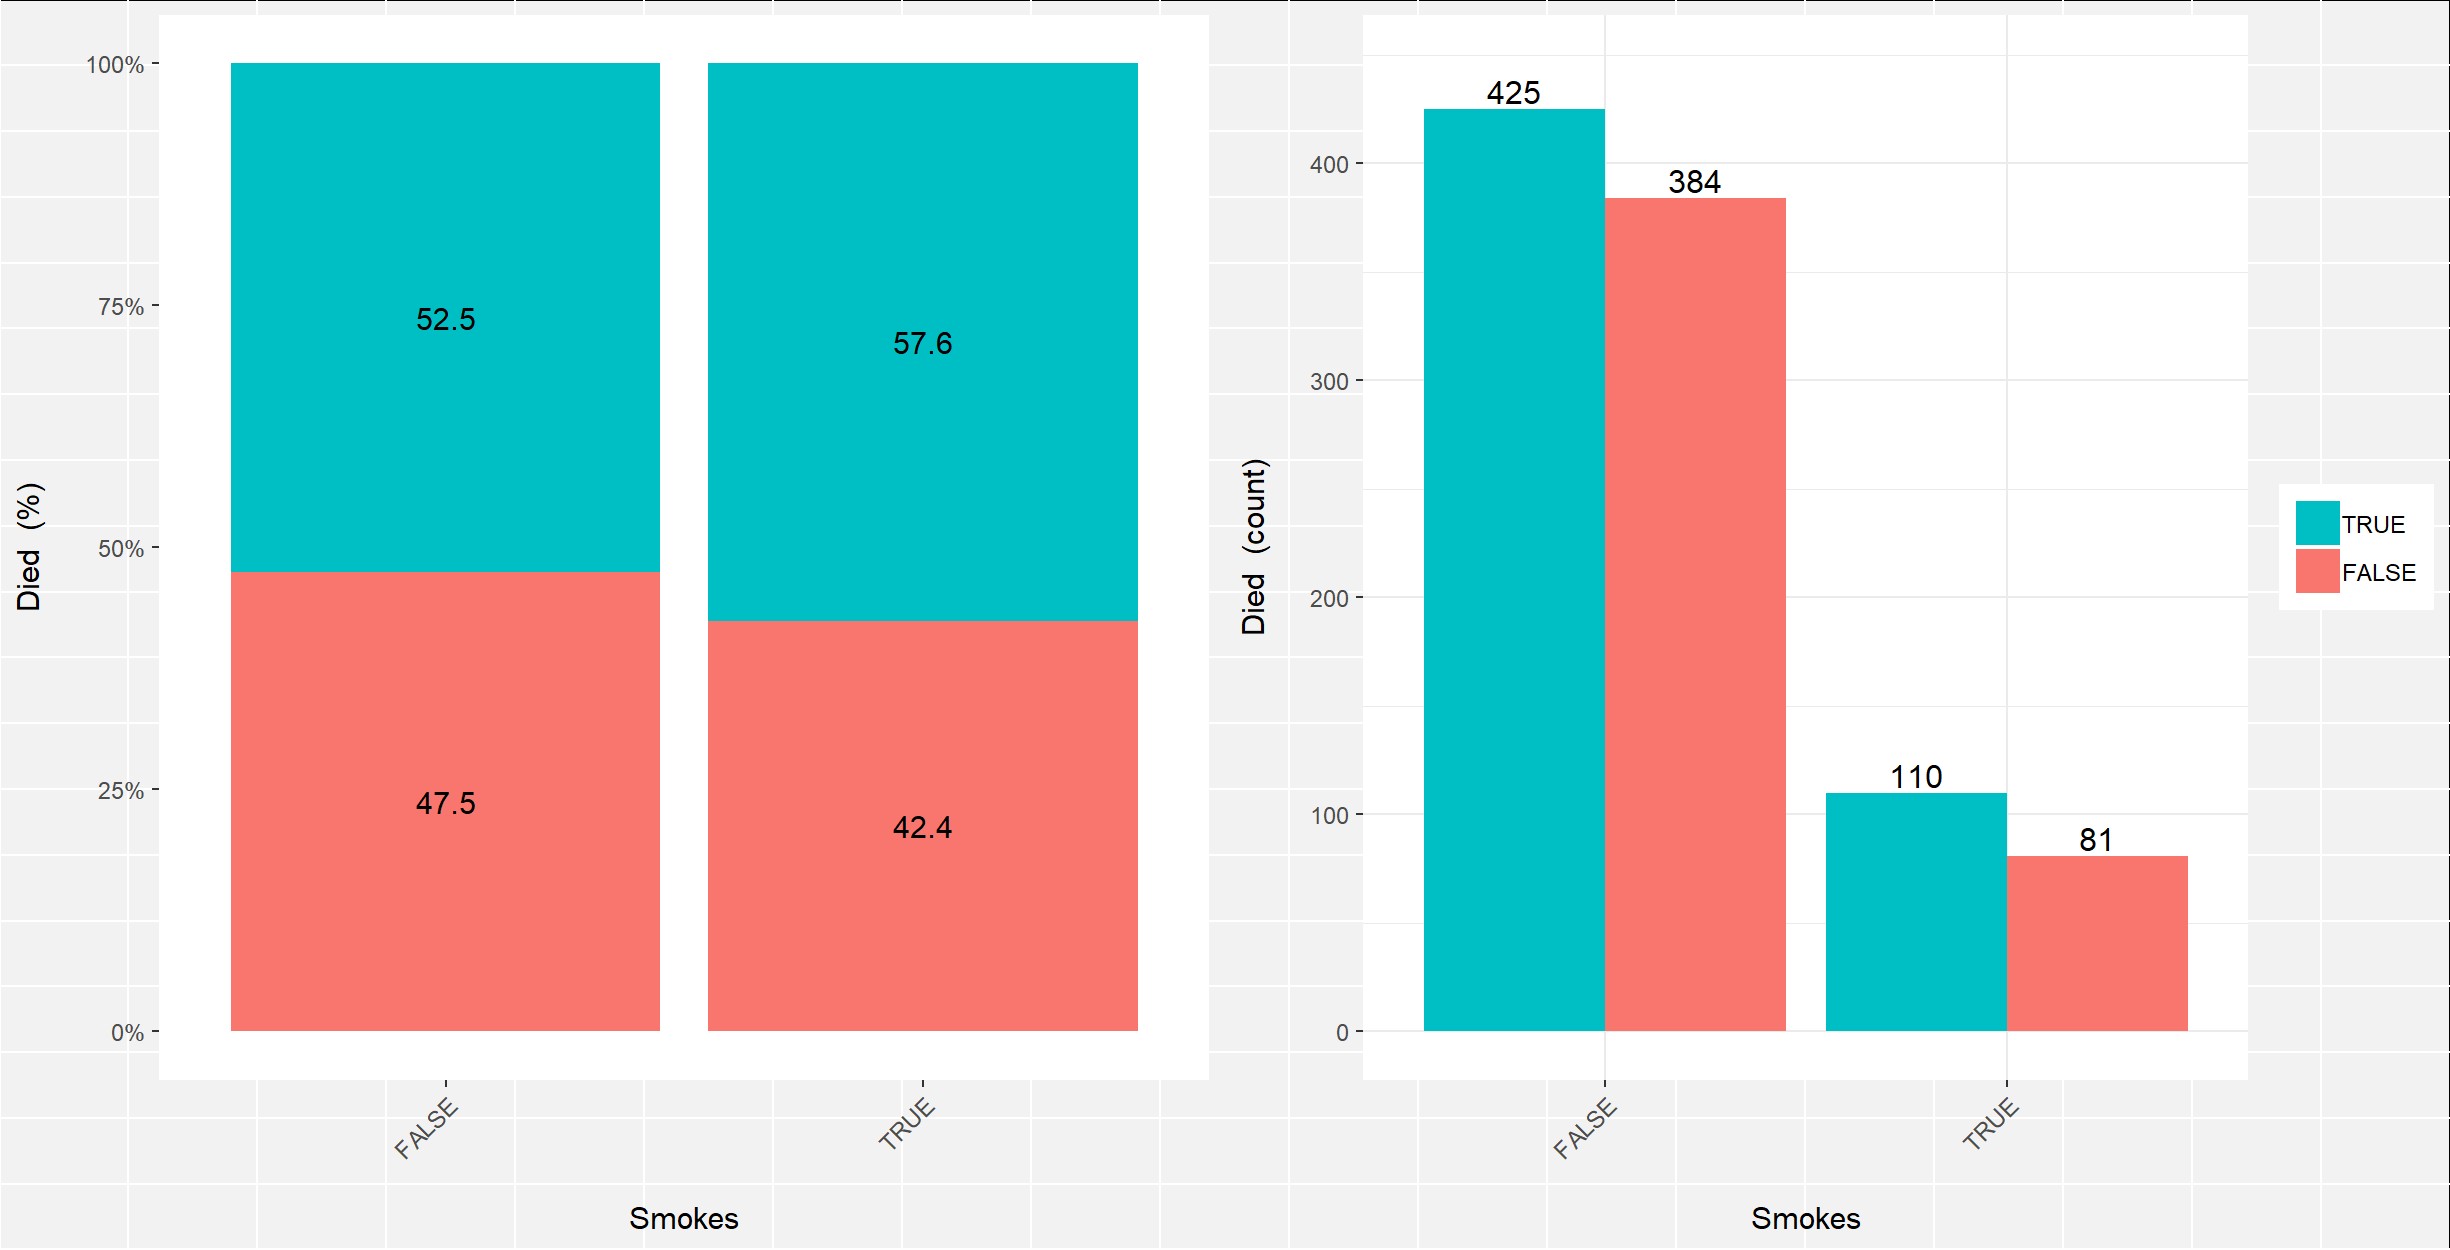 Died (%)
100%
75%
50%
25%
0%
52.5
57.6
47.5
42.4
FALSE
TRUE
Smokes
Died (count)
400
300
200
100
0
425
384
110
81
FALSE
TRUE
Smokes
TRUE
FALSE